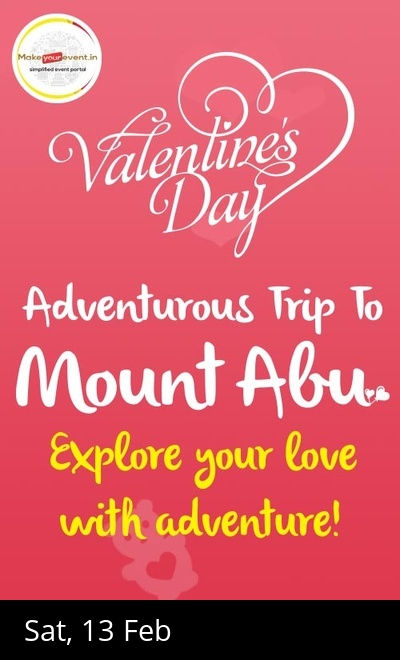 Makeyourevent.in
simplified event portal
Valentine's
Day
Adventurous Trip To
Mount Abu
Explore your love
with adventure!
Sat, 13 Feb